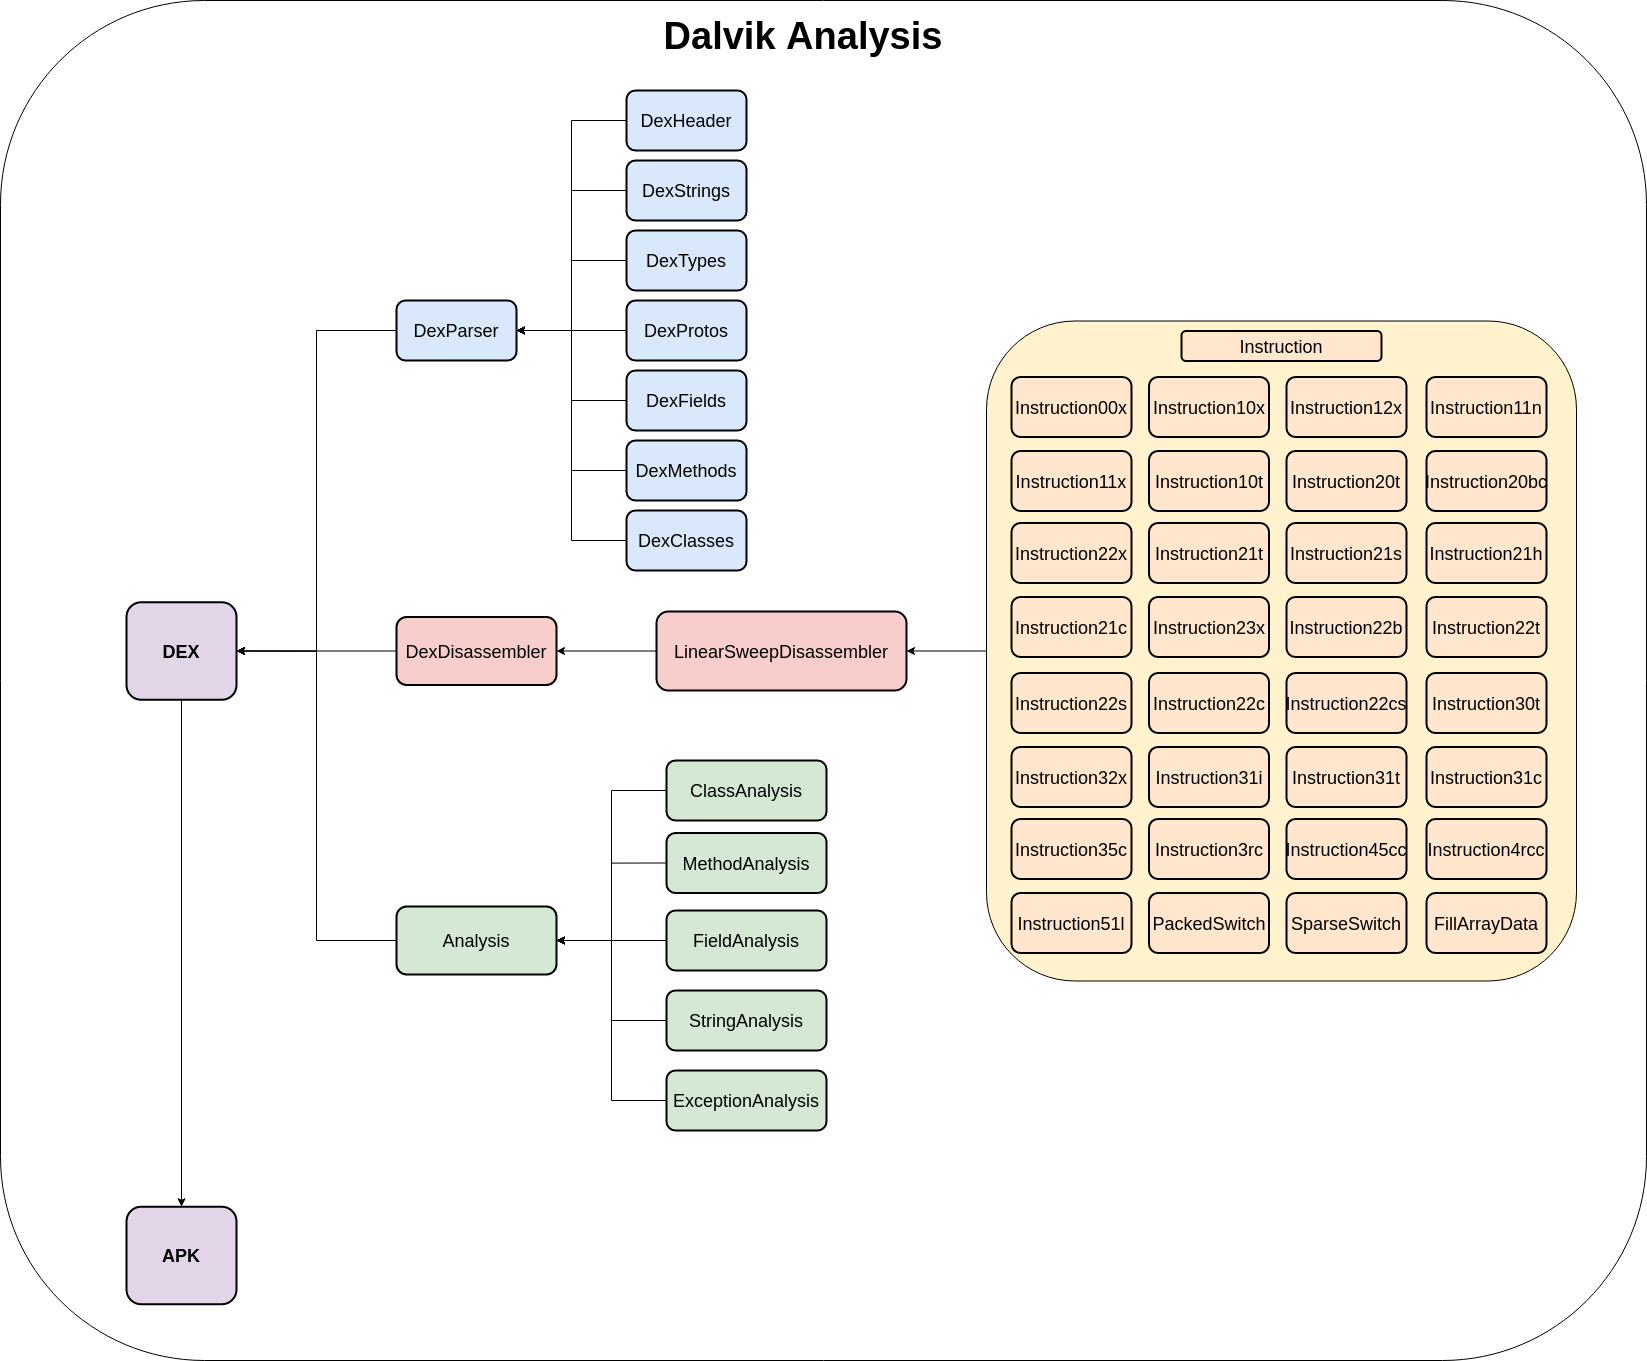 Dalvik Analysis
DexHeader
DexStrings
DexTypes
DexParser
DexProtos
DexFields
DexMethods
DexClasses
DEX
DexDisassembler
LinearSweepDisassembler
Instruction
Instruction00x
Instruction10x
Instruction12x
Instruction11n
Instruction11x
Instruction10t
Instruction20t
Instruction20bc
Instruction22x
Instruction21t
Instruction21s
Instruction21h
Instruction21c
Instruction23x
Instruction22b
Instruction22t
Instruction22s
Instruction22c
Instruction22cs
Instruction30t
Instruction32x
Instruction31i
Instruction31t
Instruction31c
Instruction35c
Instruction3rc
Instruction45cc
Instruction4rcc
Instruction51l
PackedSwitch
SparseSwitch
FillArrayData
ClassAnalysis
MethodAnalysis
Analysis
FieldAnalysis
StringAnalysis
ExceptionAnalysis
APK